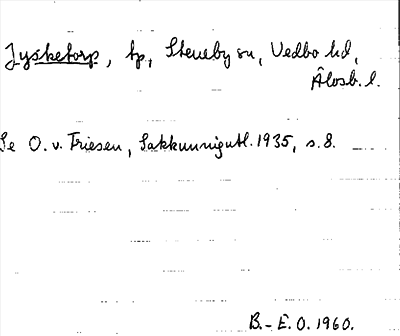 Jysketorp, tp, Steneby sn, Vedbo hd,
Älvsb. l.
Se O. v. Friesen, Sakkunnigutl. 1935, s. 8.
B.-E. O. 1960.